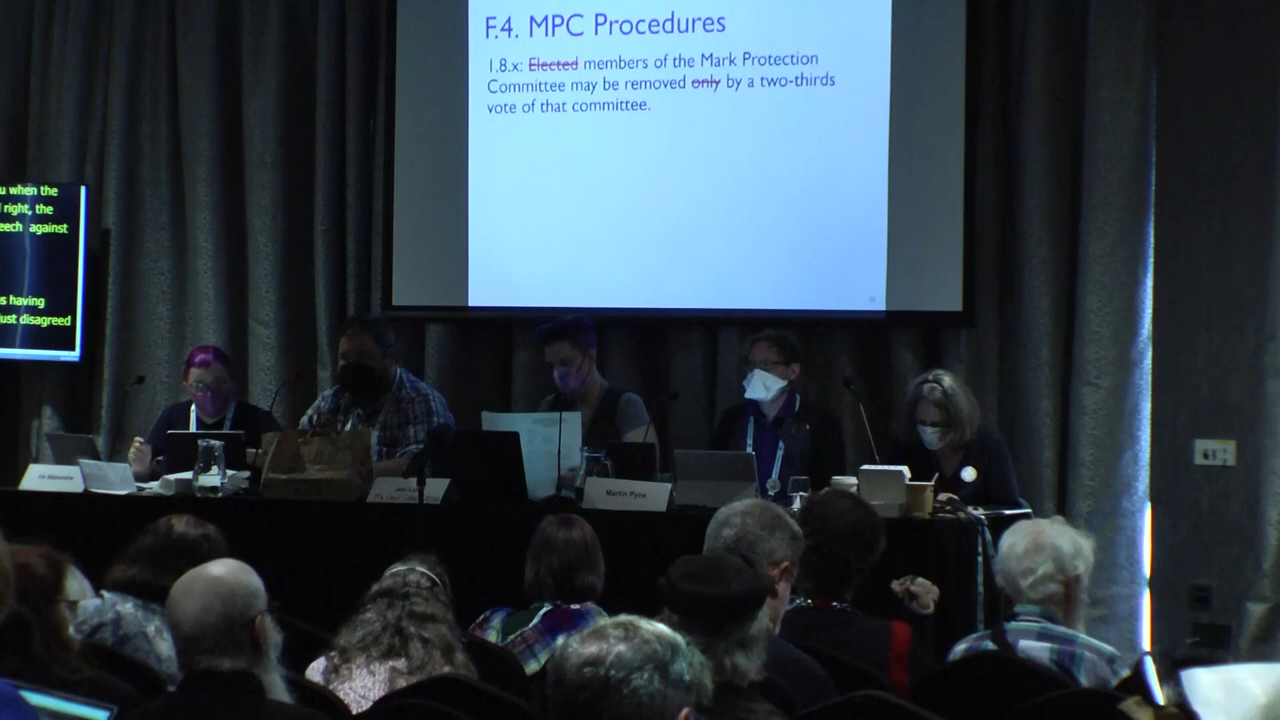 F.4. MPC Procedures
1.8.x: Elected members of the Mark Protection
Committee may be removed only by a two-thirds
vote of that committee.
u when the
right, the
eech against
s having
ust disagreed
Martin Pyne